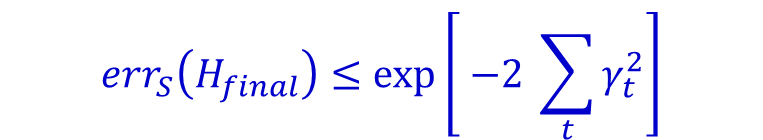 err_S(H_final) ≤ exp[−2 ∑_t γ_t^2]